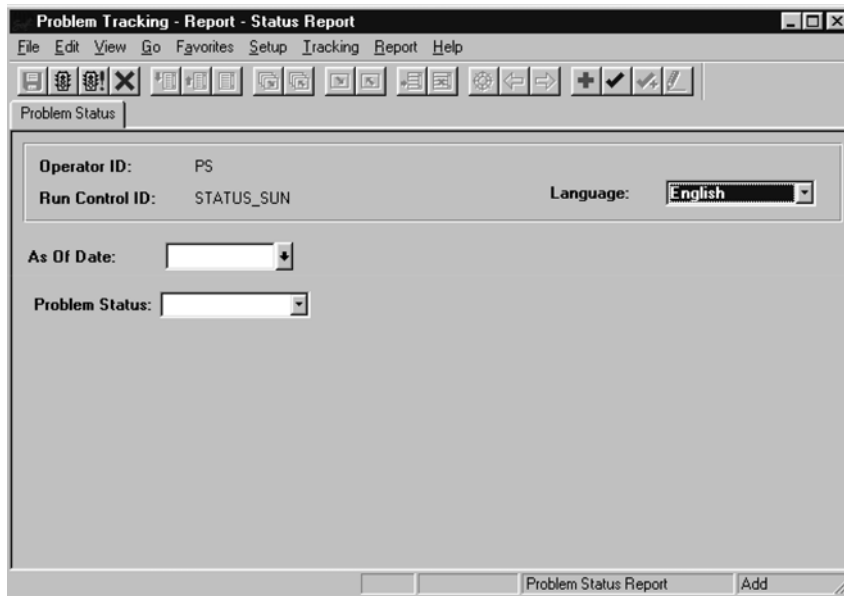 Problem Tracking - Report - Status Report
File Edit View Go Favorites Setup Tracking Report Help
Problem Status
Operator ID: PS
Run Control ID: STATUS_SUN
Language: English
As Of Date:
Problem Status:
Problem Status Report Add